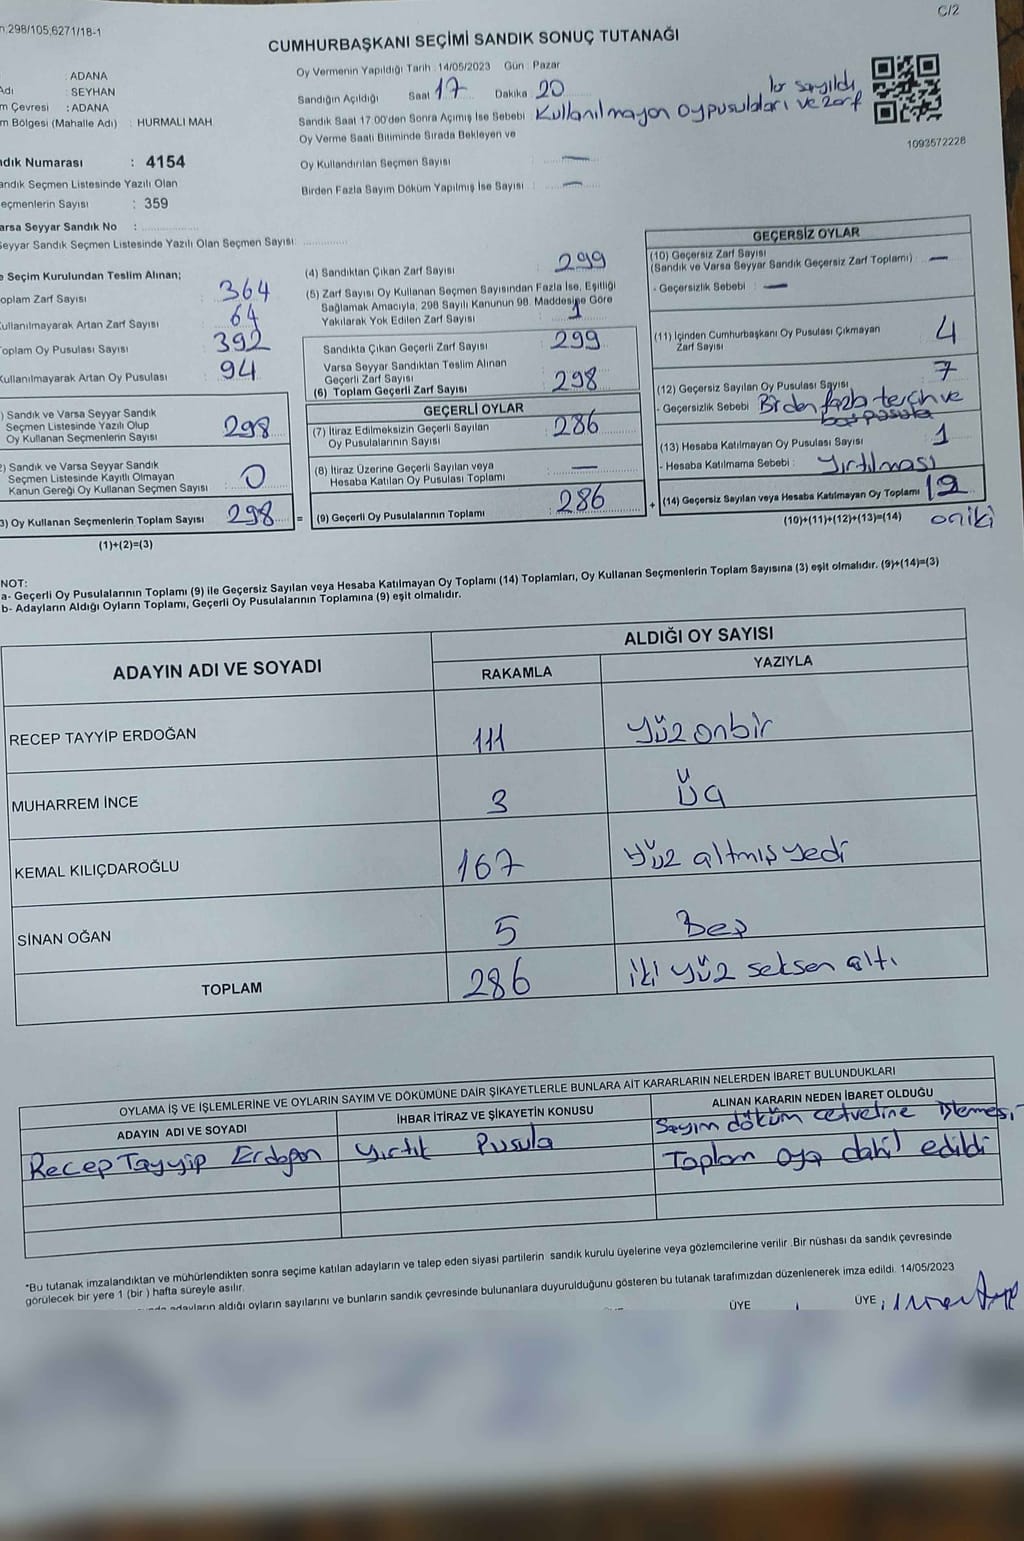 C/2
n.298/105;6271/18-1
CUMHURBAŞKANI SEÇİMİ SANDIK SONUÇ TUTANAĞI
: ADANA
Adı : SEYHAN
m Çevresi : ADANA
m Bölgesi (Mahalle Adı) : HURMALI MAH
ndık Numarası : 4154
andık Seçmen Listesinde Yazılı Olan
eçmenlerin Sayısı : 359
arsa Seyyar Sandık No :
Seyyar Sandık Seçmen Listesinde Yazılı Olan Seçmen Sayısı:
Oy Vermenin Yapıldığı Tarih : 14/05/2023 Gün : Pazar
Sandığın Açıldığı Saat 17 Dakika 20
Sandık Saat 17:00'den Sonra Açımış İse Sebebi Kullanılmayan oy pusulaları ve zarf
sayıldı
Oy Verme Saati Bitiminde Sırada Bekleyen ve
Oy Kullandırılan Seçmen Sayısı : —
Birden Fazla Sayım Döküm Yapılmış İse Sayısı : —
1093572228
e Seçim Kurulundan Teslim Alınan;
oplam Zarf Sayısı : 364
ullanılmayarak Artan Zarf Sayısı : 64
oplam Oy Pusulası Sayısı : 392
Kullanılmayarak Artan Oy Pusulası : 94
) Sandık ve Varsa Seyyar Sandık
Seçmen Listesinde Yazılı Olup
Oy Kullanan Seçmenlerin Sayısı : 298
2) Sandık ve Varsa Seyyar Sandık
Seçmen Listesinde Kayıtlı Olmayan
Kanun Gereği Oy Kullanan Seçmen Sayısı : 0
3) Oy Kullanan Seçmenlerin Toplam Sayısı : 298 =
(1)+(2)=(3)
(4) Sandıktan Çıkan Zarf Sayısı : 299
(5) Zarf Sayısı Oy Kullanan Seçmen Sayısından Fazla İse, Eşitliği
Sağlamak Amacıyla, 298 Sayılı Kanunun 98. Maddesine Göre
Yakılarak Yok Edilen Zarf Sayısı : 1
Sandıkta Çıkan Geçerli Zarf Sayısı : 299
Varsa Seyyar Sandıktan Teslim Alınan
Geçerli Zarf Sayısı
(6) Toplam Geçerli Zarf Sayısı : 298
GEÇERLİ OYLAR
(7) İtiraz Edilmeksizin Geçerli Sayılan
Oy Pusulalarının Sayısı : 286
(8) İtiraz Üzerine Geçerli Sayılan veya
Hesaba Katılan Oy Pusulası Toplamı : —
(9) Geçerli Oy Pusulalarının Toplamı : 286 +
GEÇERSİZ OYLAR
(10) Geçersiz Zarf Sayısı
(Sandık ve Varsa Seyyar Sandık Geçersiz Zarf Toplamı) : —
- Geçersizlik Sebebi : —
(11) İçinden Cumhurbaşkanı Oy Pusulası Çıkmayan
Zarf Sayısı : 4
(12) Geçersiz Sayılan Oy Pusulası Sayısı : 7
- Geçersizlik Sebebi Birden fazla tercih ve
boş pusula
(13) Hesaba Katılmayan Oy Pusulası Sayısı : 1
- Hesaba Katılmama Sebebi : Yırtılması
(14) Geçersiz Sayılan veya Hesaba Katılmayan Oy Toplamı 12
(10)+(11)+(12)+(13)=(14) oniki
NOT:
a- Geçerli Oy Pusulalarının Toplamı (9) ile Geçersiz Sayılan veya Hesaba Katılmayan Oy Toplamı (14) Toplamları, Oy Kullanan Seçmenlerin Toplam Sayısına (3) eşit olmalıdır. (9)+(14)=(3)
b- Adayların Aldığı Oyların Toplamı, Geçerli Oy Pusulalarının Toplamına (9) eşit olmalıdır.
ADAYIN ADI VE SOYADI ALDIĞI OY SAYISI
RAKAMLA YAZIYLA
RECEP TAYYİP ERDOĞAN 111 Yüz onbir
MUHARREM İNCE 3 Üç
KEMAL KILIÇDAROĞLU 167 Yüz altmış yedi
SİNAN OĞAN 5 Beş
TOPLAM 286 iki yüz seksen altı
OYLAMA İŞ VE İŞLEMLERİNE VE OYLARIN SAYIM VE DÖKÜMÜNE DAİR ŞİKAYETLERLE BUNLARA AİT KARARLARIN NELERDEN İBARET BULUNDUKLARI
ADAYIN ADI VE SOYADI İHBAR İTİRAZ VE ŞİKAYETİN KONUSU ALINAN KARARIN NEDEN İBARET OLDUĞU
Recep Tayyip Erdoğan Yırtık Pusula Sayım döküm cetveline işlemesi
Toplam oya dahil edildi
*Bu tutanak imzalandıktan ve mühürlendikten sonra seçime katılan adayların ve talep eden siyasi partilerin sandık kurulu üyelerine veya gözlemcilerine verilir .Bir nüshası da sandık çevresinde
görülecek bir yere 1 (bir ) hafta süreyle asılır.
adayların aldığı oyların sayılarını ve bunların sandık çevresinde bulunanlara duyurulduğunu gösteren bu tutanak tarafımızdan düzenlenerek imza edildi. 14/05/2023
ÜYE ÜYE